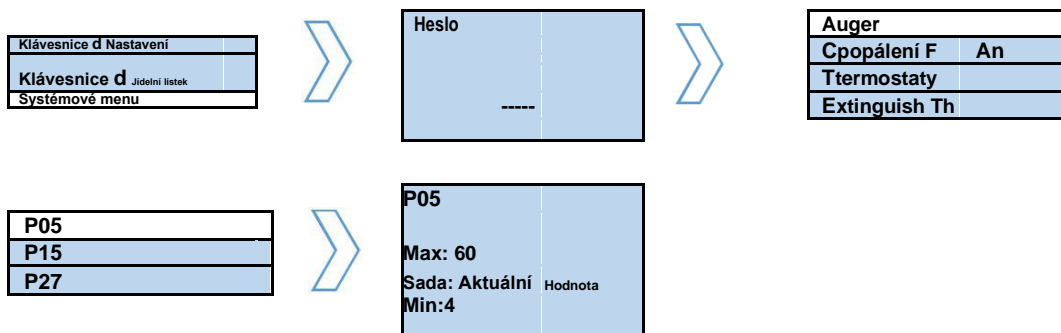 Klávesnice d Nastavení
Klávesnice d Jídelní lístek
Systémové menu
Heslo
-----
Auger
Cpopálení F An
Ttermostaty
Extinguish Th
P05
P15
P27
P05
Max: 60
Sada: Aktuální Hodnota
Min:4